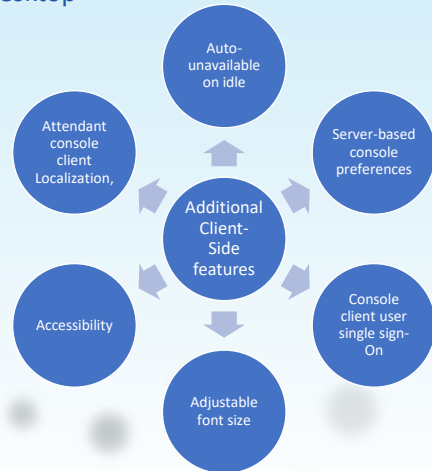 Auto-
unavailable
on idle
Attendant
console
client
Localization,
Server-based
console
preferences
Additional
Client-
Side
features
Accessibility
Console
client user
single sign-
On
Adjustable
font size